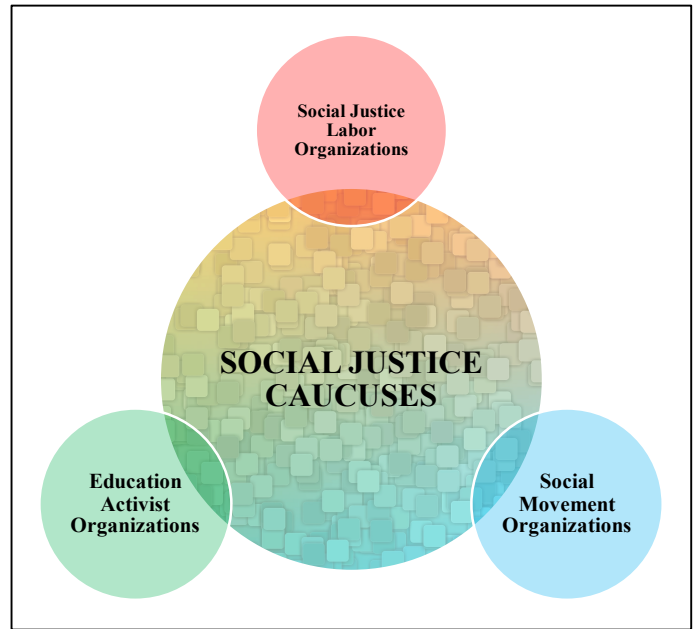 Social Justice
Labor
Organizations
SOCIAL JUSTICE
CAUCUSES
Education
Activist
Organizations
Social
Movement
Organizations